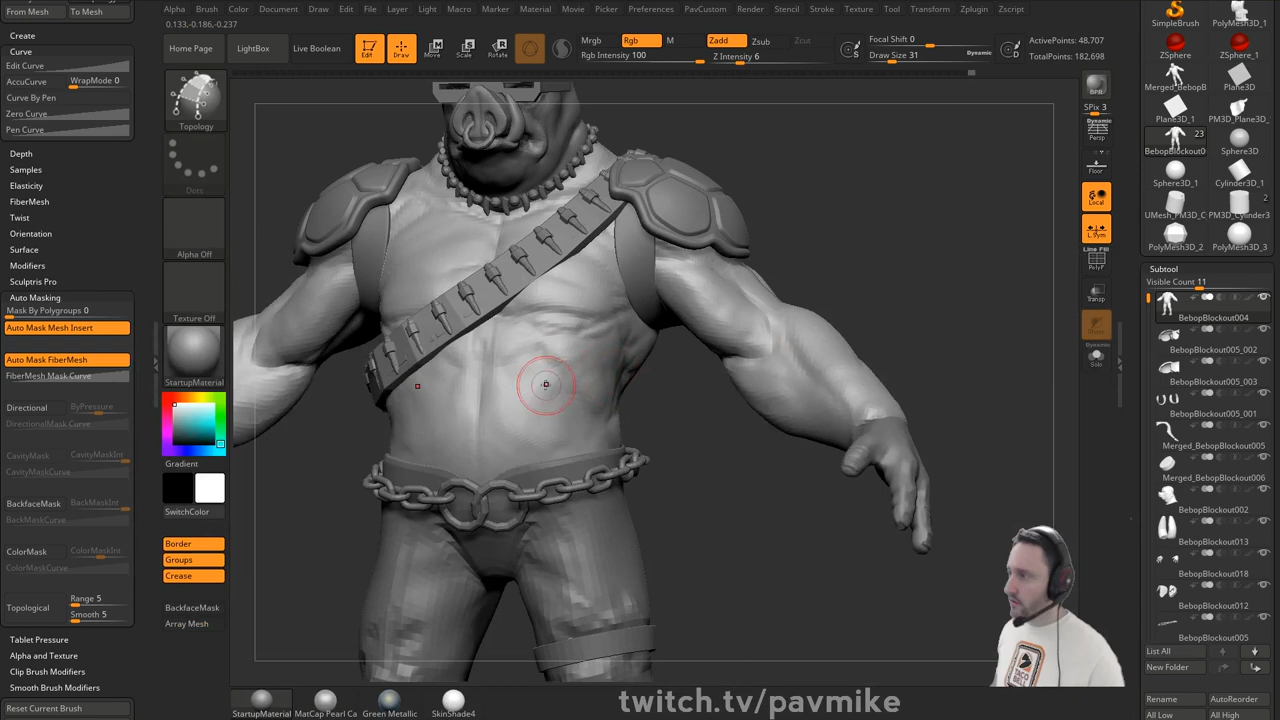 Alpha Brush Color Document Draw Edit File Layer Light Macro Marker Material Movie Picker Preferences PavCustom Render Stencil Stroke Texture Tool Transform Zplugin Zscript
0.133,-0.186,-0.237
From Mesh To Mesh
Create
Curve
Edit Curve
AccuCurve WrapMode 0
Curve By Pen
Zero Curve
Pen Curve
Depth
Samples
Elasticity
FiberMesh
Twist
Orientation
Surface
Modifiers
Sculptris Pro
Auto Masking
Mask By Polygroups 0
Auto Mask Mesh Insert
Auto Mask FiberMesh
FiberMesh Mask Curve
Directional ByPressure
DirectionalMask Curve
CavityMask CavityMaskInt
CavityMaskCurve
BackfaceMask BackMaskInt
BackMaskCurve
ColorMask ColorMaskInt
ColorMaskCurve
Topological Range 5
Smooth 5
Tablet Pressure
Alpha and Texture
Clip Brush Modifiers
Smooth Brush Modifiers
Reset Current Brush
Home Page LightBox Live Boolean Edit Draw Move Scale Rotate
Mrgb Rgb M Zadd Zsub Zcut
Rgb Intensity 100 Z Intensity 6
Focal Shift 0
Draw Size 31 Dynamic
S D
ActivePoints: 48,707
TotalPoints: 182,698
Topology
Dots
Alpha Off
Texture Off
StartupMaterial
Gradient
SwitchColor
Border
Groups
Crease
BackfaceMask
Array Mesh
BPR
SPix 3
Dynamic
Persp
Floor
Local
L.Sym
Line Fill
PolyF
Transp
Dynamic
Solo
SimpleBrush PolyMesh3D_1
ZSphere ZSphere_1
Merged_BebopB Plane3D
Plane3D_1 PM3D_Plane3D_
23
BebopBlockout0 Sphere3D
Sphere3D_1 Cylinder3D_1
2
UMesh_PM3D_C PM3D_Cylinder3
PolyMesh3D_2 PolyMesh3D_3
Subtool
Visible Count 11
BebopBlockout004
BebopBlockout005_002
BebopBlockout005_003
BebopBlockout005_001
Merged_BebopBlockout005
Merged_BebopBlockout006
BebopBlockout002
BebopBlockout013
BebopBlockout018
BebopBlockout012
BebopBlockout005
List All
New Folder
Rename AutoReorder
All Low All High
StartupMaterial MatCap Pearl Ca Green Metallic SkinShade4
twitch.tv/pavmike